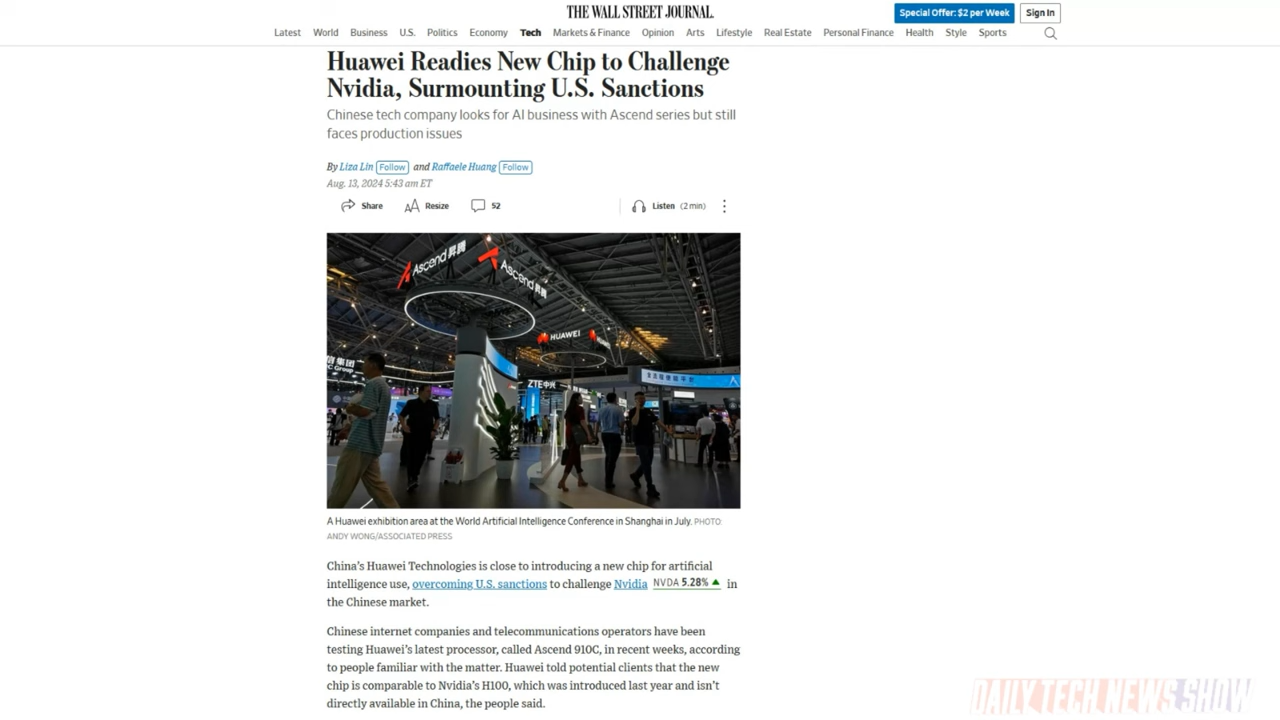 THE WALL STREET JOURNAL.
Special Offer: $2 per Week
Sign In
Latest World Business U.S. Politics Economy Tech Markets & Finance Opinion Arts Lifestyle Real Estate Personal Finance Health Style Sports
Huawei Readies New Chip to Challenge
Nvidia, Surmounting U.S. Sanctions
Chinese tech company looks for AI business with Ascend series but still
faces production issues
By Liza Lin Follow and Raffaele Huang Follow
Aug. 13, 2024 5:43 am ET
Share Resize 52 Listen (2 min)
Ascend 昇腾
Ascend 昇腾
HUAWEI
ZTE中兴
A Huawei exhibition area at the World Artificial Intelligence Conference in Shanghai in July. PHOTO:
ANDY WONG/ASSOCIATED PRESS
China's Huawei Technologies is close to introducing a new chip for artificial
intelligence use, overcoming U.S. sanctions to challenge Nvidia NVDA 5.28% ▲ in
the Chinese market.
Chinese internet companies and telecommunications operators have been
testing Huawei's latest processor, called Ascend 910C, in recent weeks, according
to people familiar with the matter. Huawei told potential clients that the new
chip is comparable to Nvidia's H100, which was introduced last year and isn't
directly available in China, the people said.
DAILY TECH NEWS SHOW